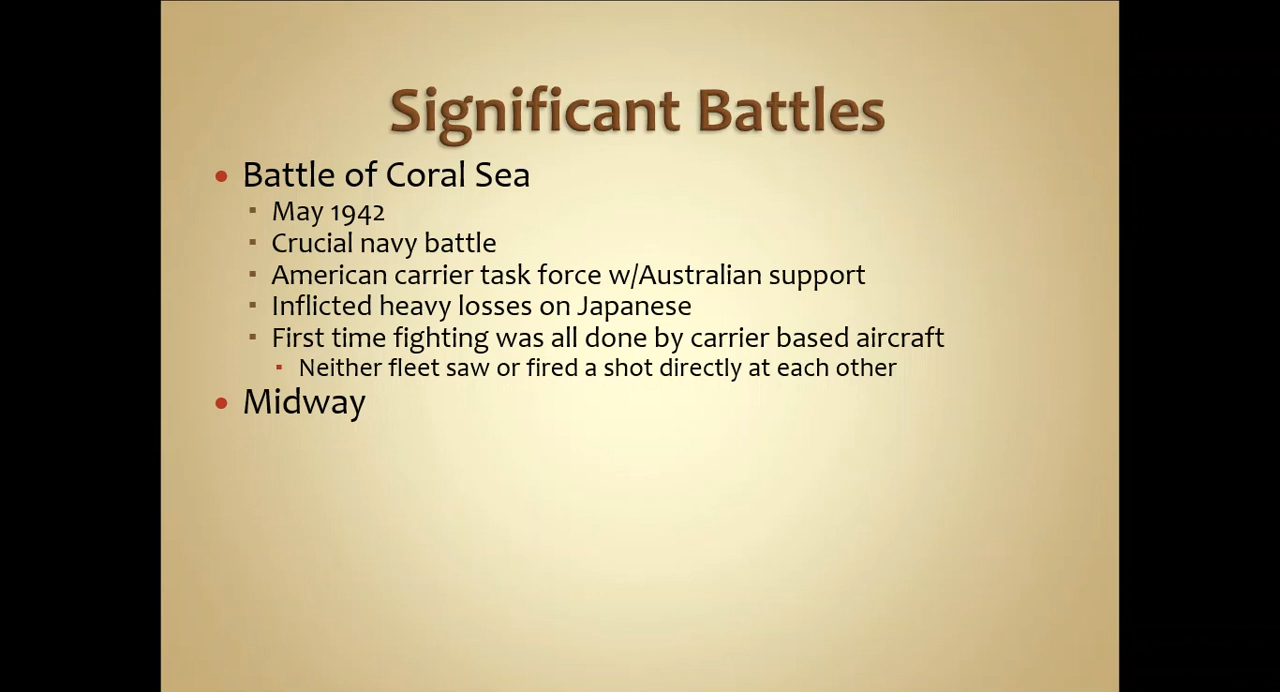 Significant Battles
• Battle of Coral Sea
▪ May 1942
▪ Crucial navy battle
▪ American carrier task force w/Australian support
▪ Inflicted heavy losses on Japanese
▪ First time fighting was all done by carrier based aircraft
▪ Neither fleet saw or fired a shot directly at each other
• Midway